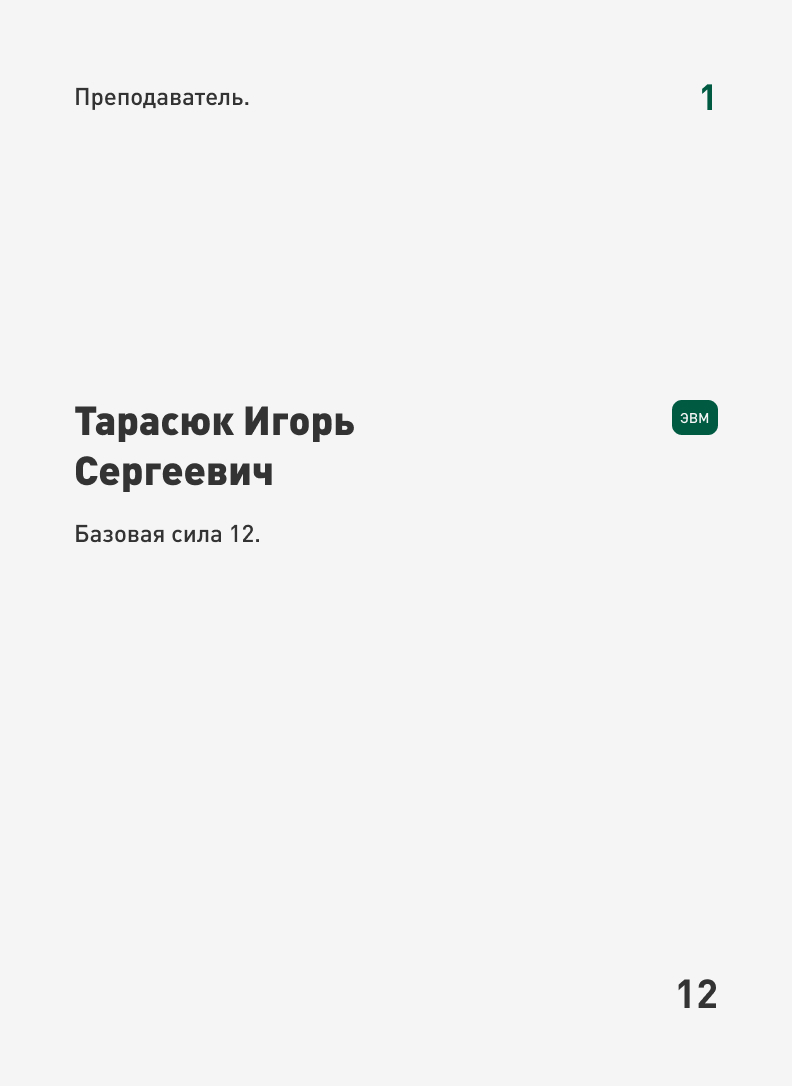 Преподаватель.
1
Тарасюк Игорь
Сергеевич
ЭВМ
Базовая сила 12.
12